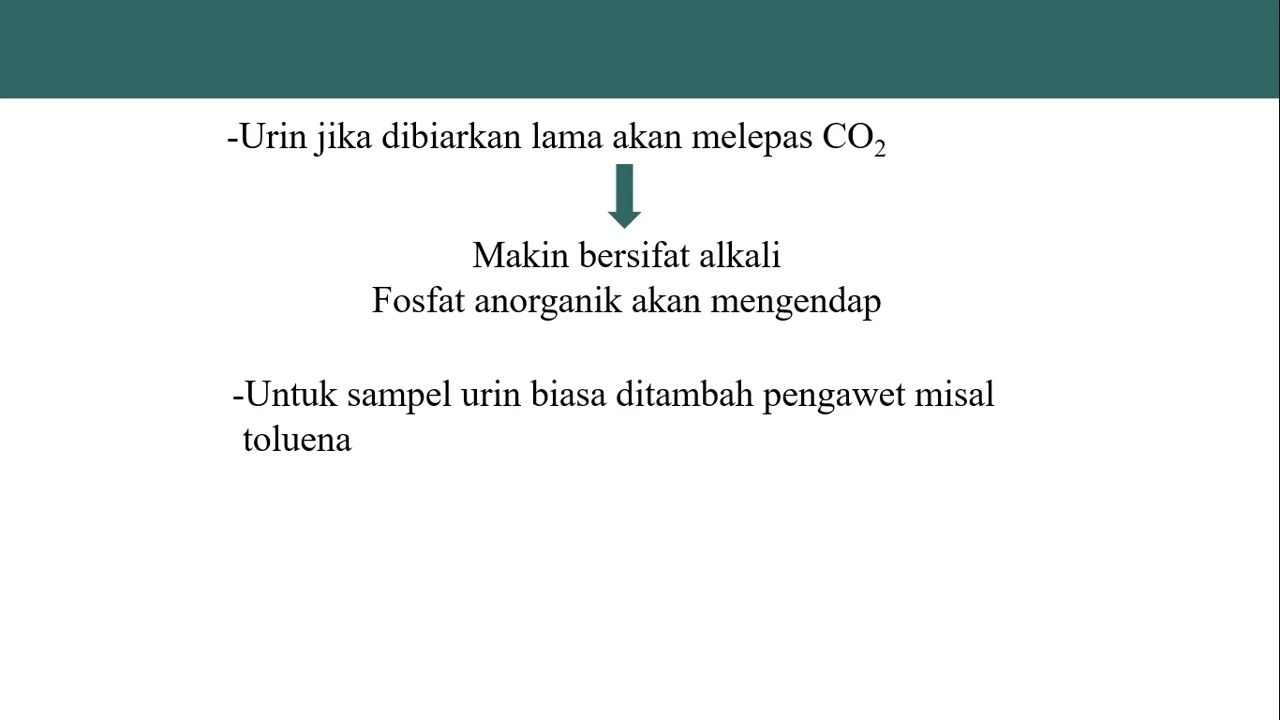 -Urin jika dibiarkan lama akan melepas CO₂
Makin bersifat alkali
Fosfat anorganik akan mengendap
-Untuk sampel urin biasa ditambah pengawet misal
toluena